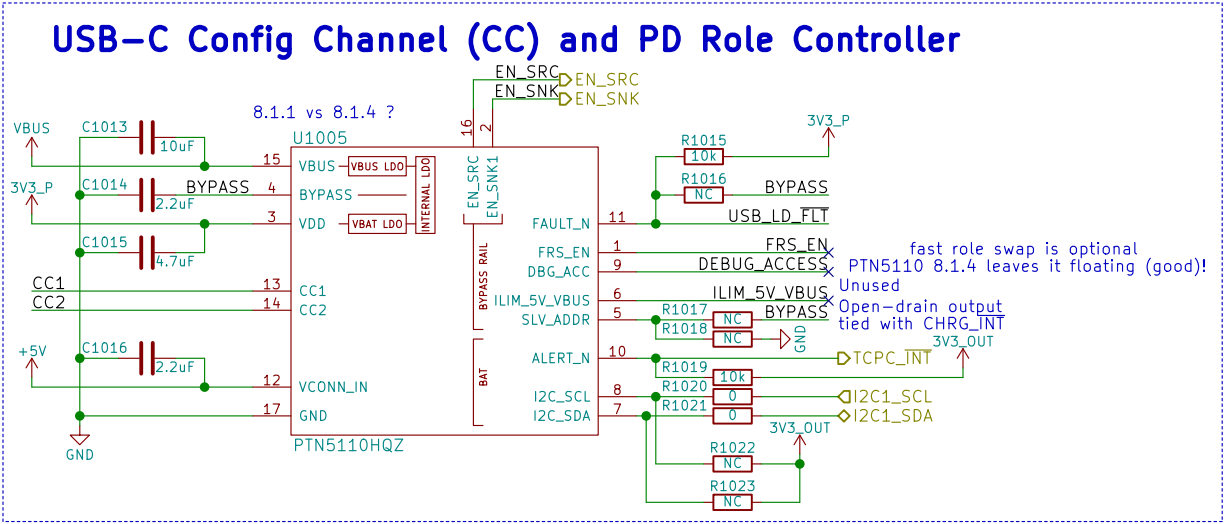 USB-C Config Channel (CC) and PD Role Controller
EN_SRC EN_SRC
EN_SNK EN_SNK
8.1.1 vs 8.1.4 ?
16 2
U1005
PTN5110HQZ
VBUS
C1013
10uF
15 VBUS
VBUS LDO
3V3_P
C1014
2.2uF
BYPASS
4 BYPASS
3 VDD
VBAT LDO
INTERNAL LDO
C1015
4.7uF
CC1
13 CC1
CC2
14 CC2
+5V
C1016
2.2uF
12 VCONN_IN
17 GND
GND
EN_SRC
EN_SNK1
BYPASS RAIL
BAT
R1015
10k
3V3_P
R1016
NC
BYPASS
FAULT_N 11
USB_LD_FLT
FRS_EN 1
FRS_EN
fast role swap is optional
DBG_ACC 9
DEBUG_ACCESS
PTN5110 8.1.4 leaves it floating (good)!
Unused
ILIM_5V_VBUS 6
ILIM_5V_VBUS
Open-drain output
tied with CHRG_INT
SLV_ADDR 5
R1017
NC
BYPASS
R1018
NC
GND
3V3_OUT
ALERT_N 10
TCPC_INT
R1019
10k
I2C_SCL 8
R1020
0
I2C1_SCL
I2C_SDA 7
R1021
0
I2C1_SDA
3V3_OUT
R1022
NC
R1023
NC